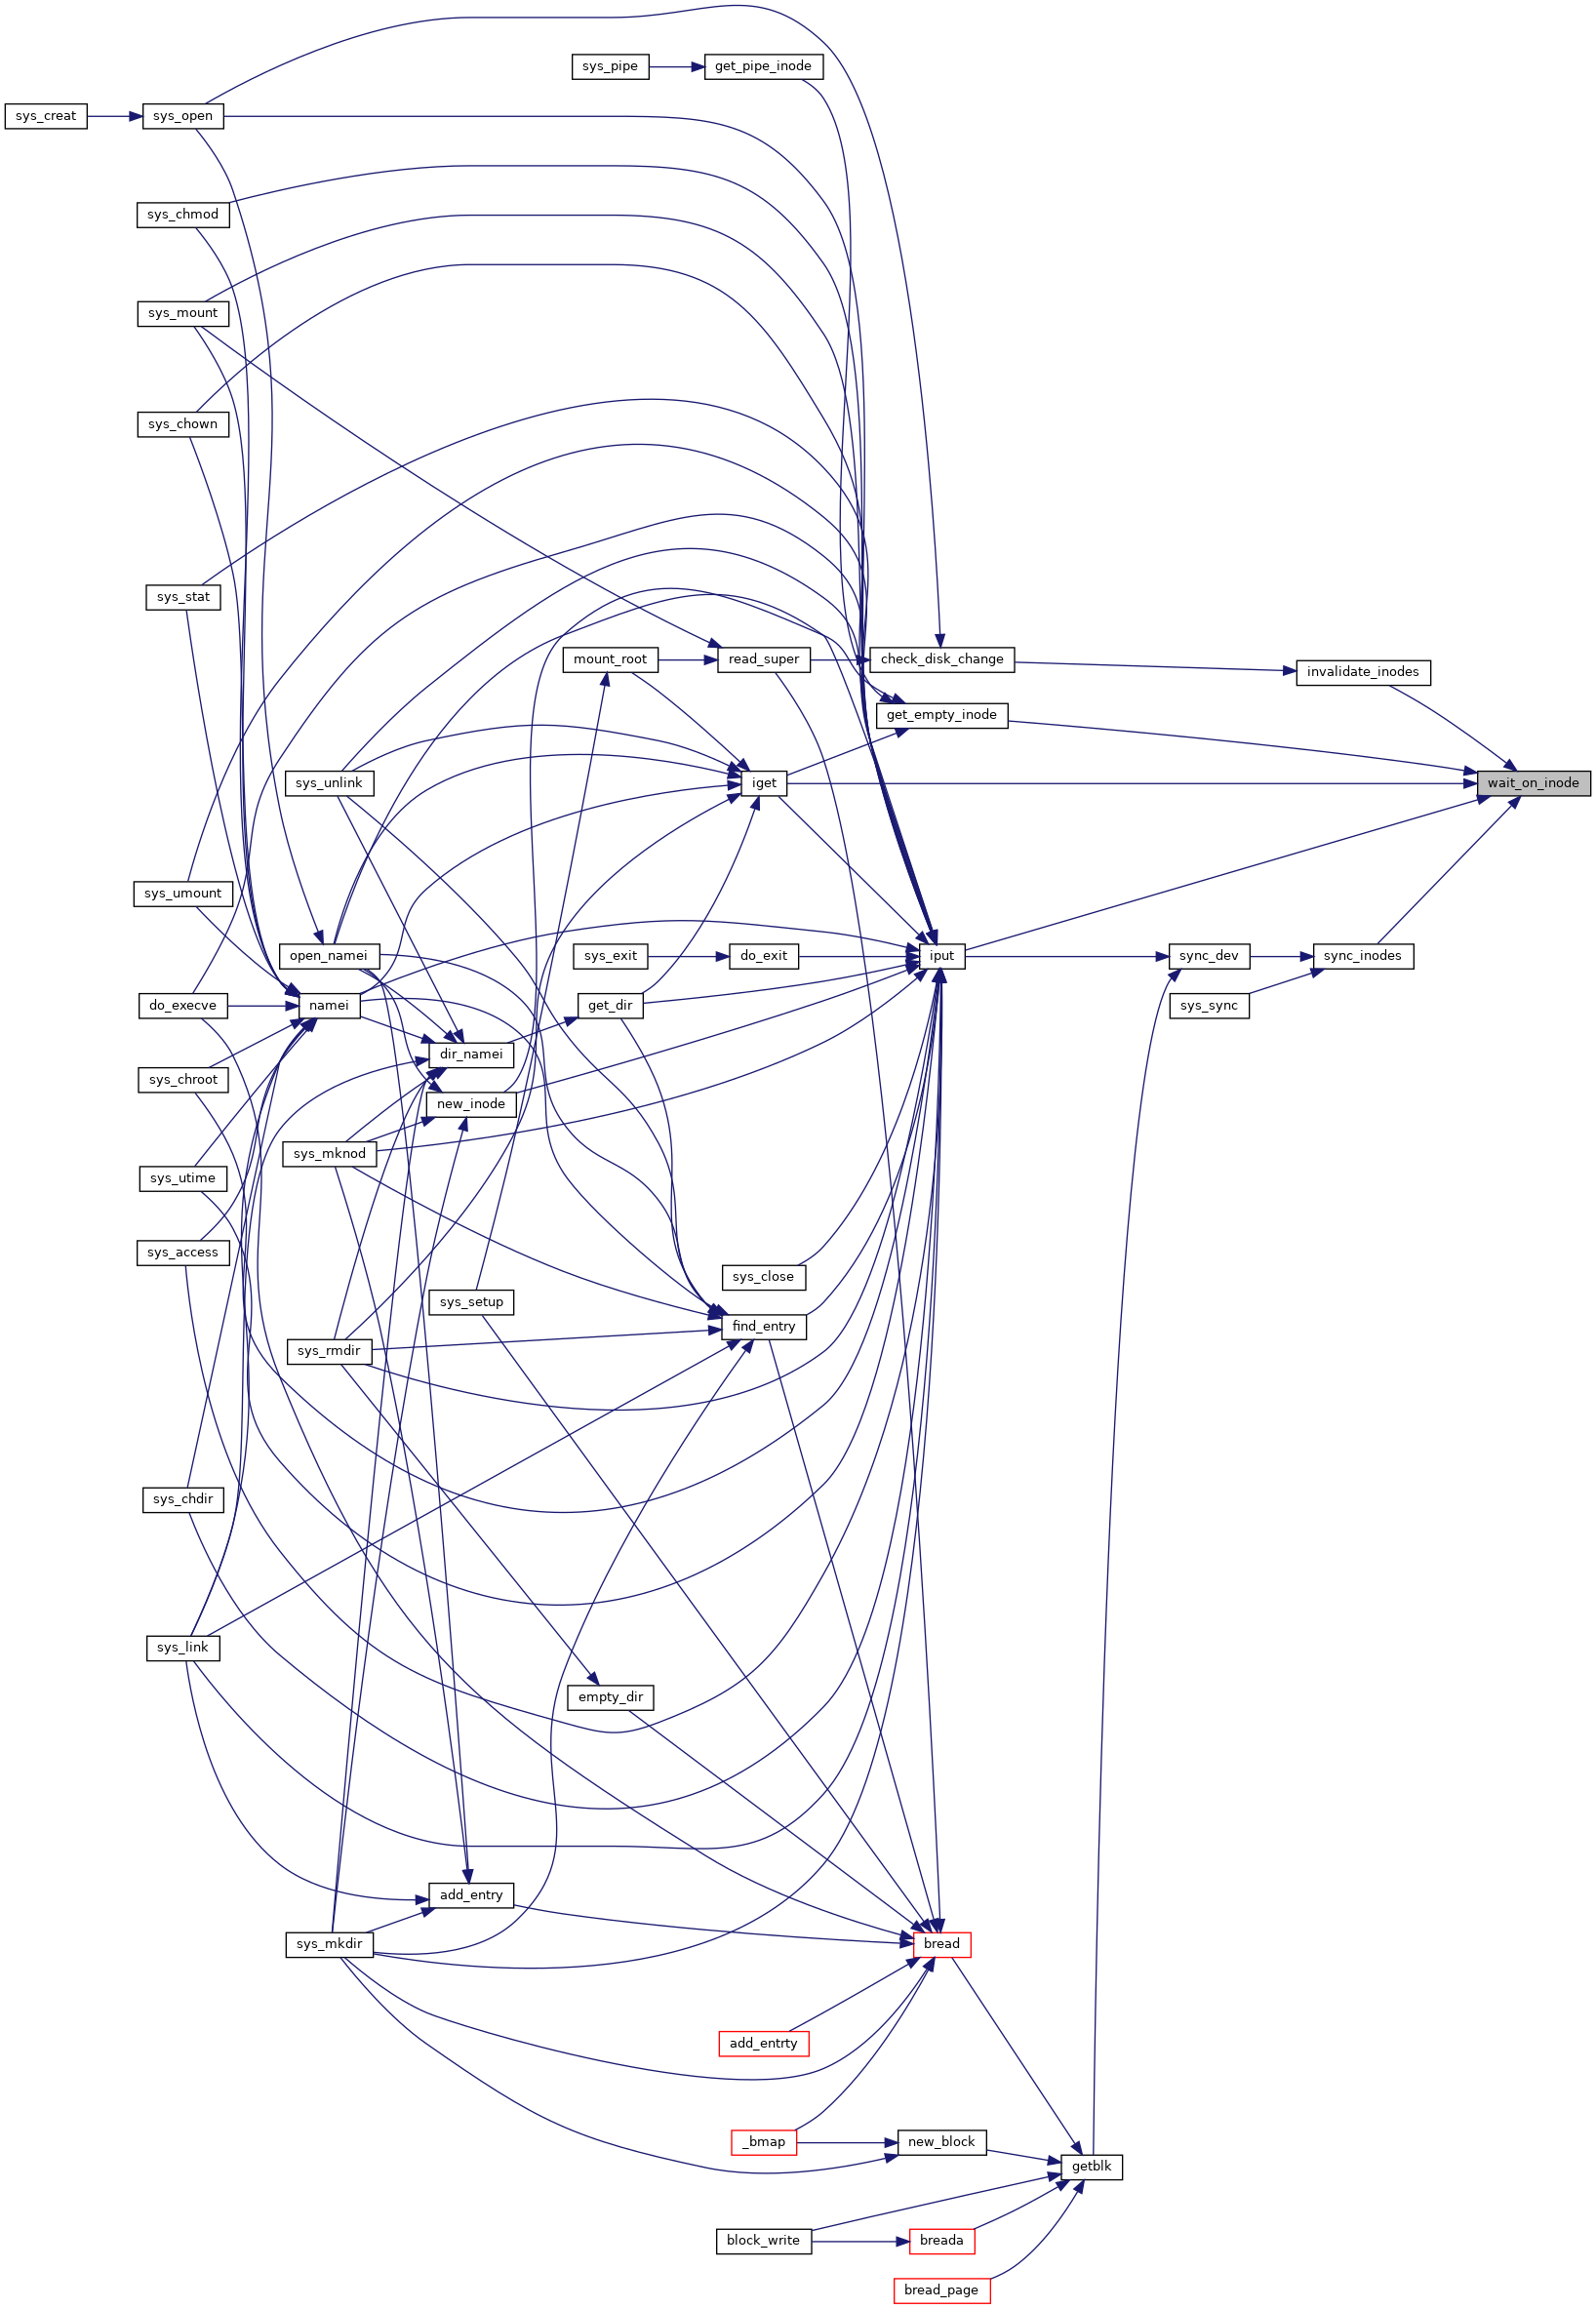 sys_pipe
get_pipe_inode
sys_creat
sys_open
sys_chmod
sys_mount
sys_chown
sys_stat
mount_root
read_super
check_disk_change
invalidate_inodes
get_empty_inode
sys_unlink
iget
wait_on_inode
sys_umount
open_namei
sys_exit
do_exit
iput
sync_dev
sync_inodes
do_execve
namei
get_dir
sys_sync
dir_namei
sys_chroot
new_inode
sys_mknod
sys_utime
sys_access
sys_close
sys_setup
find_entry
sys_rmdir
sys_chdir
sys_link
empty_dir
add_entry
sys_mkdir
bread
add_entrty
_bmap
new_block
getblk
block_write
breada
bread_page